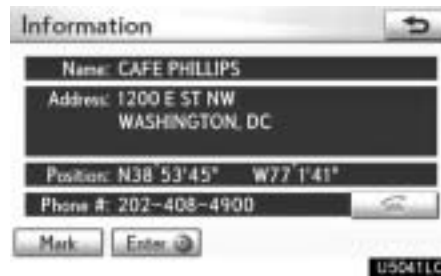 Information
Name: CAFE PHILLIPS
Address: 1200 E ST NW
WASHINGTON, DC
Position: N38°53'45" W77°1'41"
Phone #: 202-408-4900
Mark Enter
U5041LC